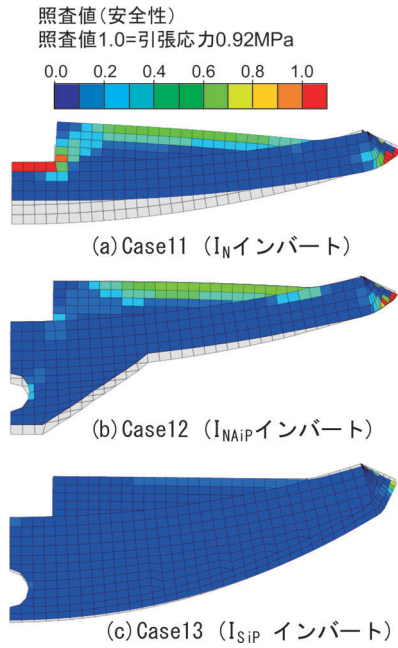 照査値(安全性)
照査値1.0=引張応力0.92MPa
0.0 0.2 0.4 0.6 0.8 1.0
(a)Case11 (INインバート)
(b)Case12 (INAiPインバート)
(c)Case13 (ISiP インバート)